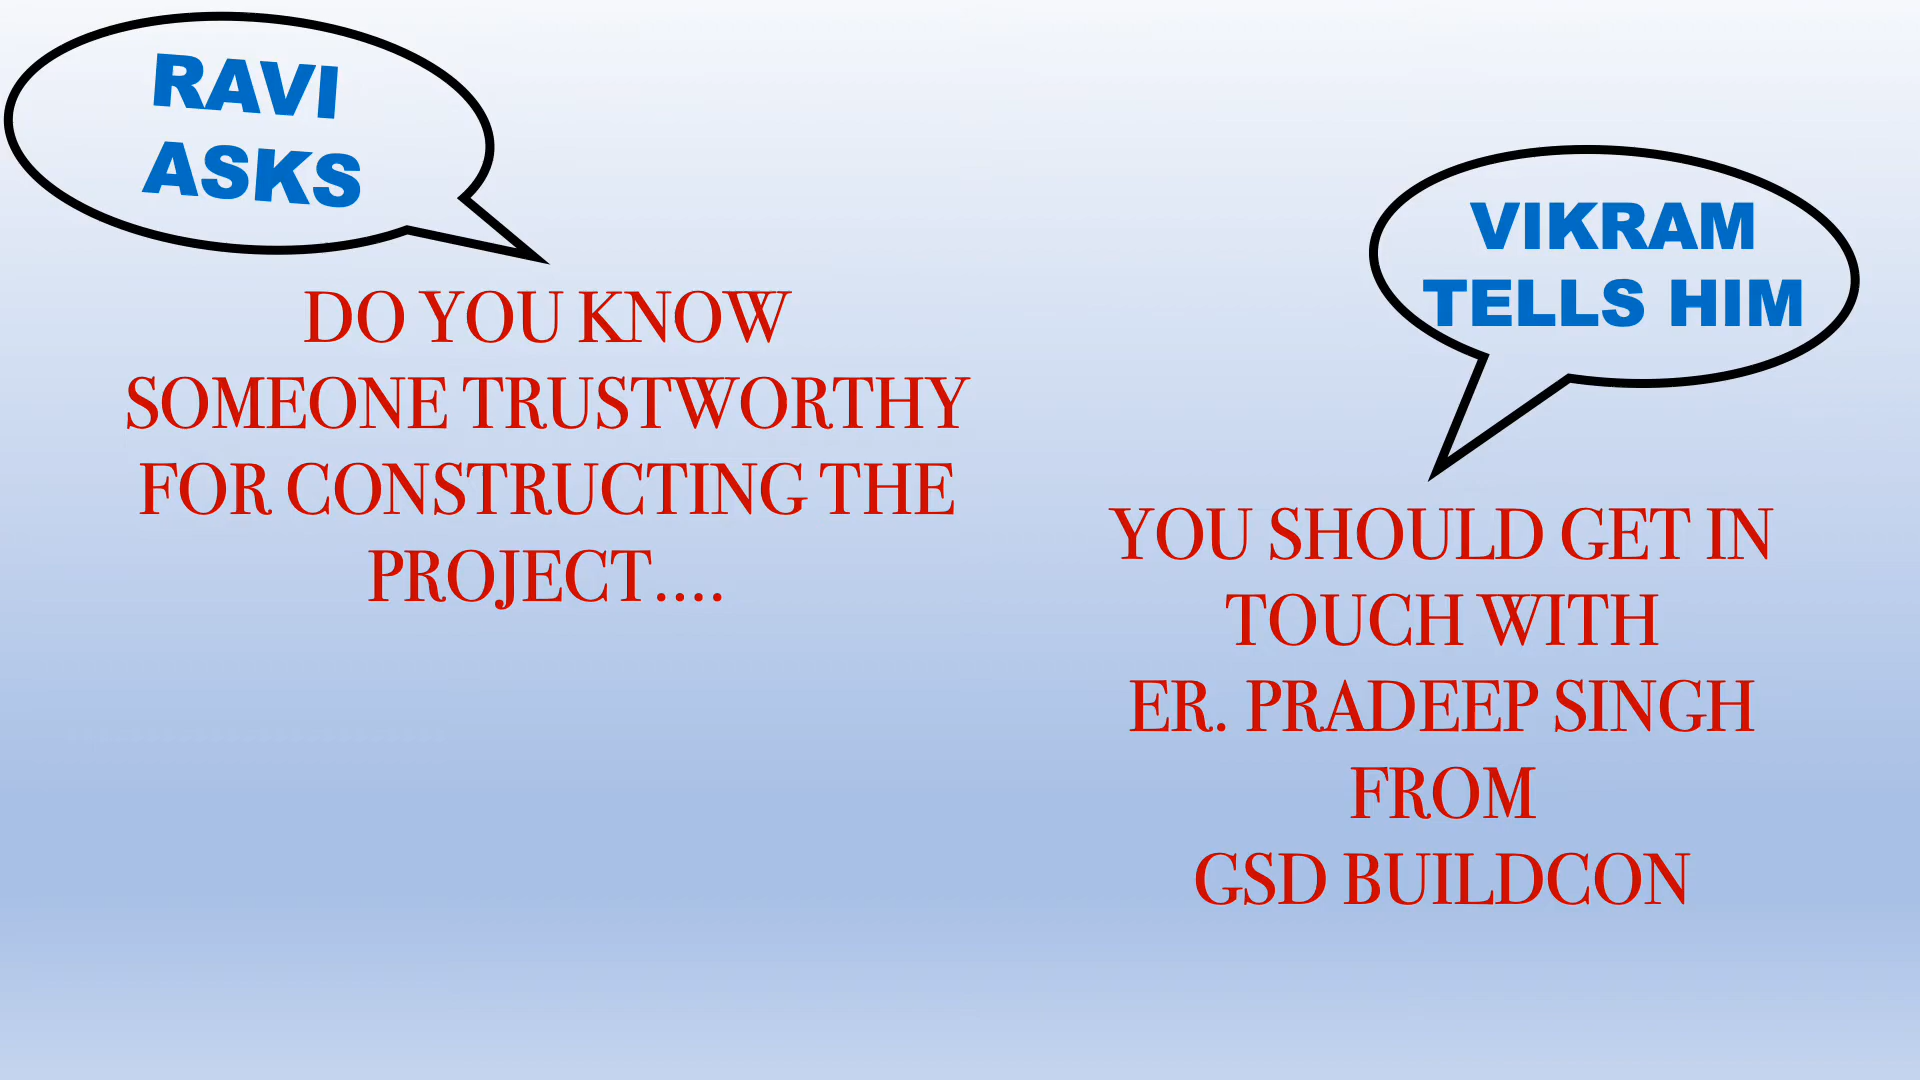 RAVI
ASKS
DO YOU KNOW
SOMEONE TRUSTWORTHY
FOR CONSTRUCTING THE
PROJECT....
VIKRAM
TELLS HIM
YOU SHOULD GET IN
TOUCH WITH
ER. PRADEEP SINGH
FROM
GSD BUILDCON